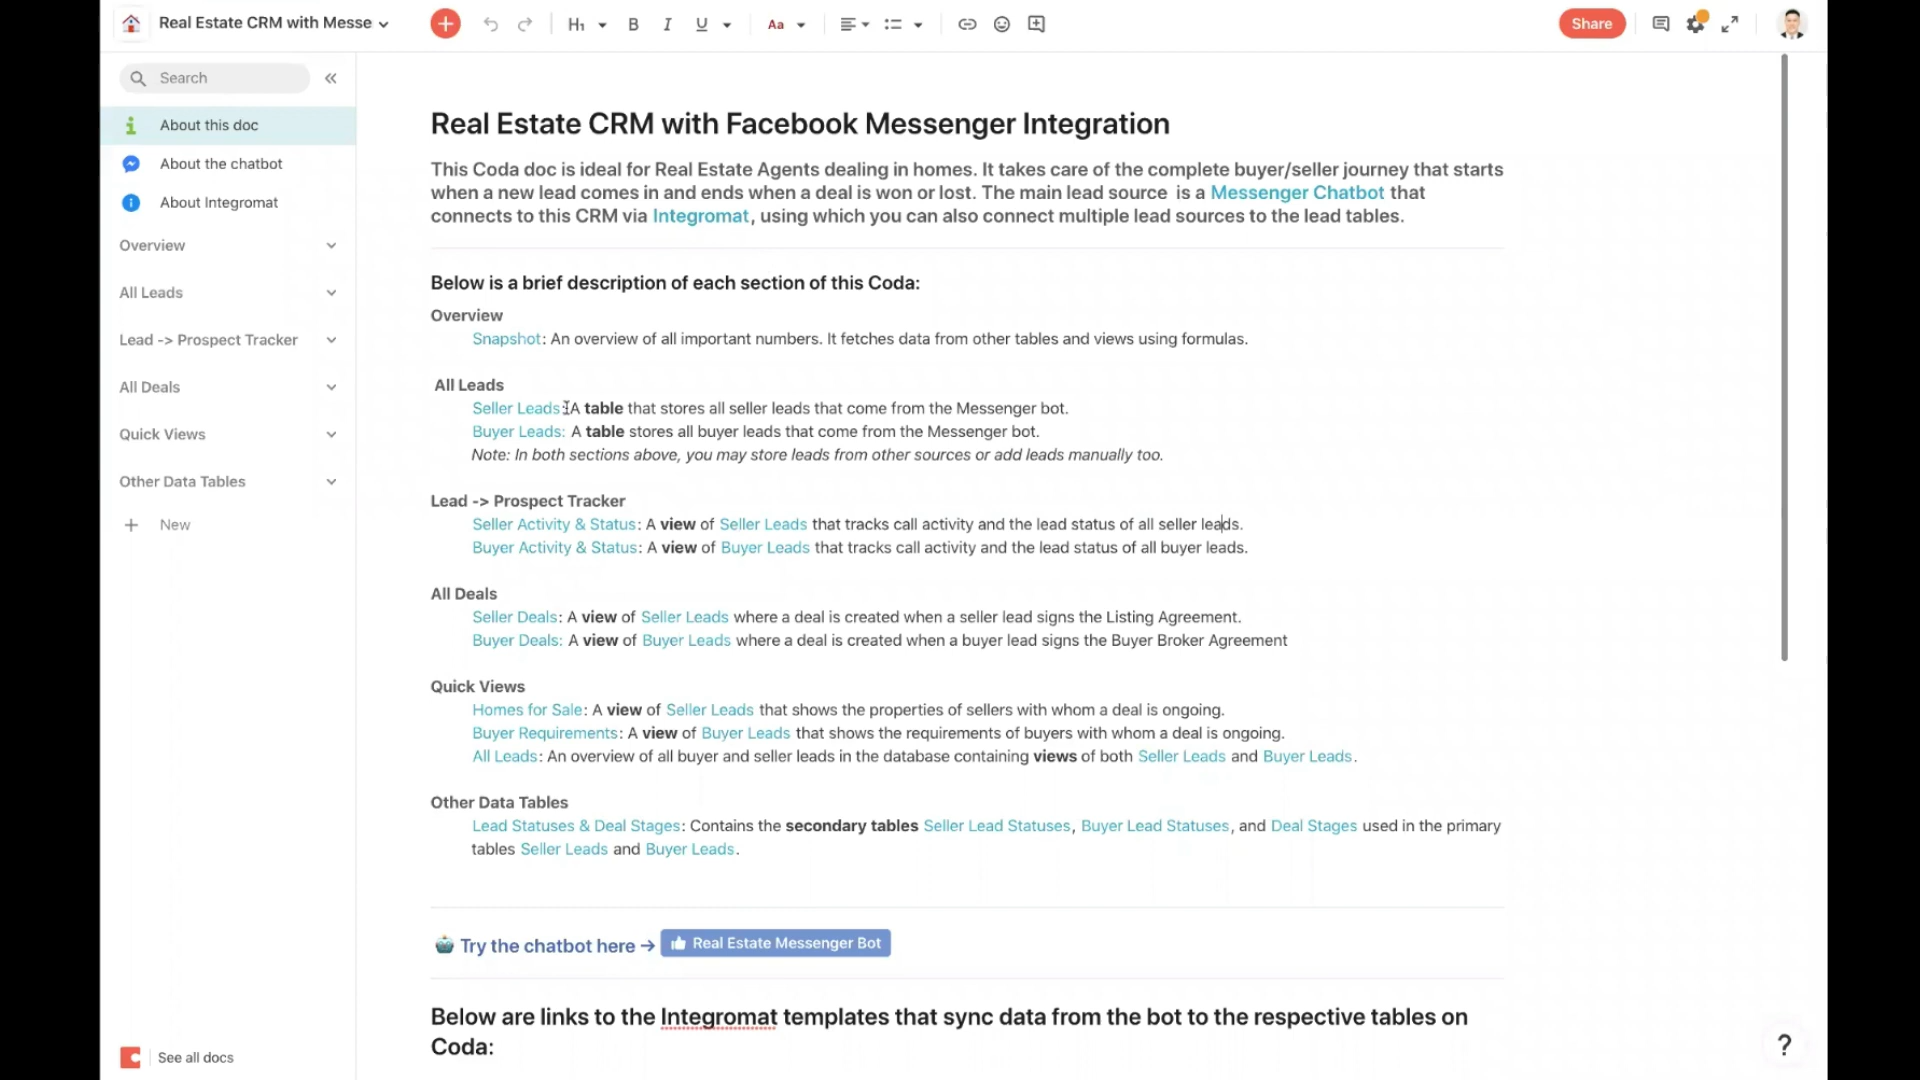 Real Estate CRM with Messe
H1
B
I
U
Aa
Share
Search
About this doc
About the chatbot
About Integromat
Overview
All Leads
Lead -> Prospect Tracker
All Deals
Quick Views
Other Data Tables
New
See all docs
Real Estate CRM with Facebook Messenger Integration
This Coda doc is ideal for Real Estate Agents dealing in homes. It takes care of the complete buyer/seller journey that starts
when a new lead comes in and ends when a deal is won or lost. The main lead source is a Messenger Chatbot that
connects to this CRM via Integromat, using which you can also connect multiple lead sources to the lead tables.
Below is a brief description of each section of this Coda:
Overview
Snapshot: An overview of all important numbers. It fetches data from other tables and views using formulas.
All Leads
Seller Leads: A table that stores all seller leads that come from the Messenger bot.
Buyer Leads: A table stores all buyer leads that come from the Messenger bot.
Note: In both sections above, you may store leads from other sources or add leads manually too.
Lead -> Prospect Tracker
Seller Activity & Status: A view of Seller Leads that tracks call activity and the lead status of all seller leads.
Buyer Activity & Status: A view of Buyer Leads that tracks call activity and the lead status of all buyer leads.
All Deals
Seller Deals: A view of Seller Leads where a deal is created when a seller lead signs the Listing Agreement.
Buyer Deals: A view of Buyer Leads where a deal is created when a buyer lead signs the Buyer Broker Agreement
Quick Views
Homes for Sale: A view of Seller Leads that shows the properties of sellers with whom a deal is ongoing.
Buyer Requirements: A view of Buyer Leads that shows the requirements of buyers with whom a deal is ongoing.
All Leads: An overview of all buyer and seller leads in the database containing views of both Seller Leads and Buyer Leads.
Other Data Tables
Lead Statuses & Deal Stages: Contains the secondary tables Seller Lead Statuses, Buyer Lead Statuses, and Deal Stages used in the primary
tables Seller Leads and Buyer Leads.
Try the chatbot here → Real Estate Messenger Bot
Below are links to the Integromat templates that sync data from the bot to the respective tables on
Coda:
?